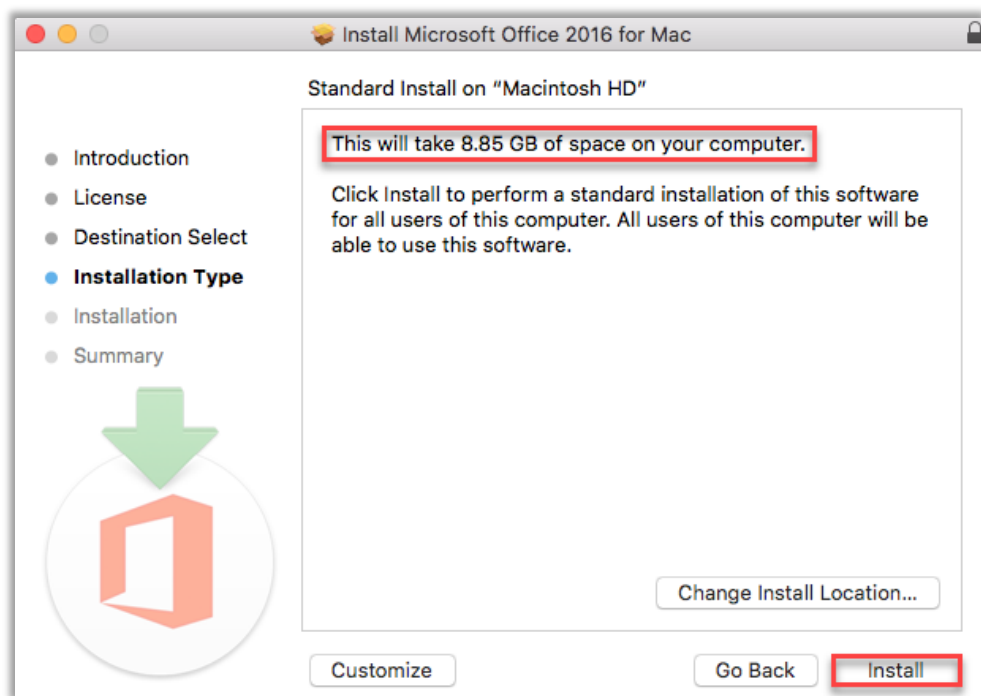 Install Microsoft Office 2016 for Mac
Standard Install on “Macintosh HD”
Introduction
License
Destination Select
Installation Type
Installation
Summary
This will take 8.85 GB of space on your computer.
Click Install to perform a standard installation of this software
for all users of this computer. All users of this computer will be
able to use this software.
Change Install Location...
Customize
Go Back
Install